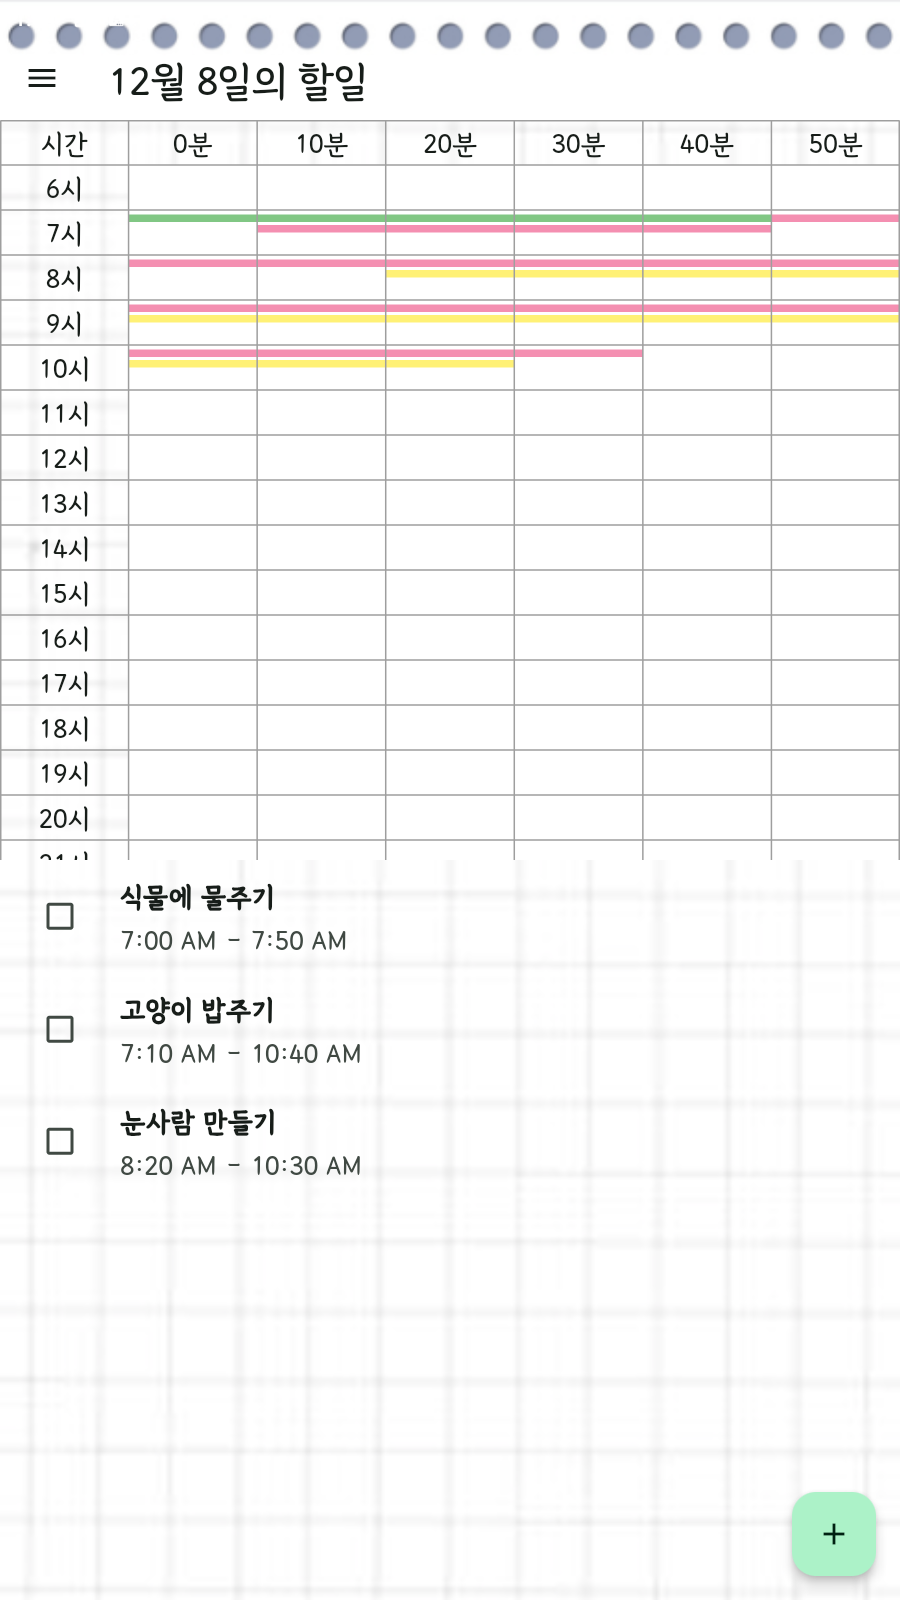 12월 8일의 할일
시간 0분 10분 20분 30분 40분 50분
6시
7시
8시
9시
10시
11시
12시
13시
14시
15시
16시
17시
18시
19시
20시
식물에 물주기
7:00 AM - 7:50 AM
고양이 밥주기
7:10 AM - 10:40 AM
눈사람 만들기
8:20 AM - 10:30 AM